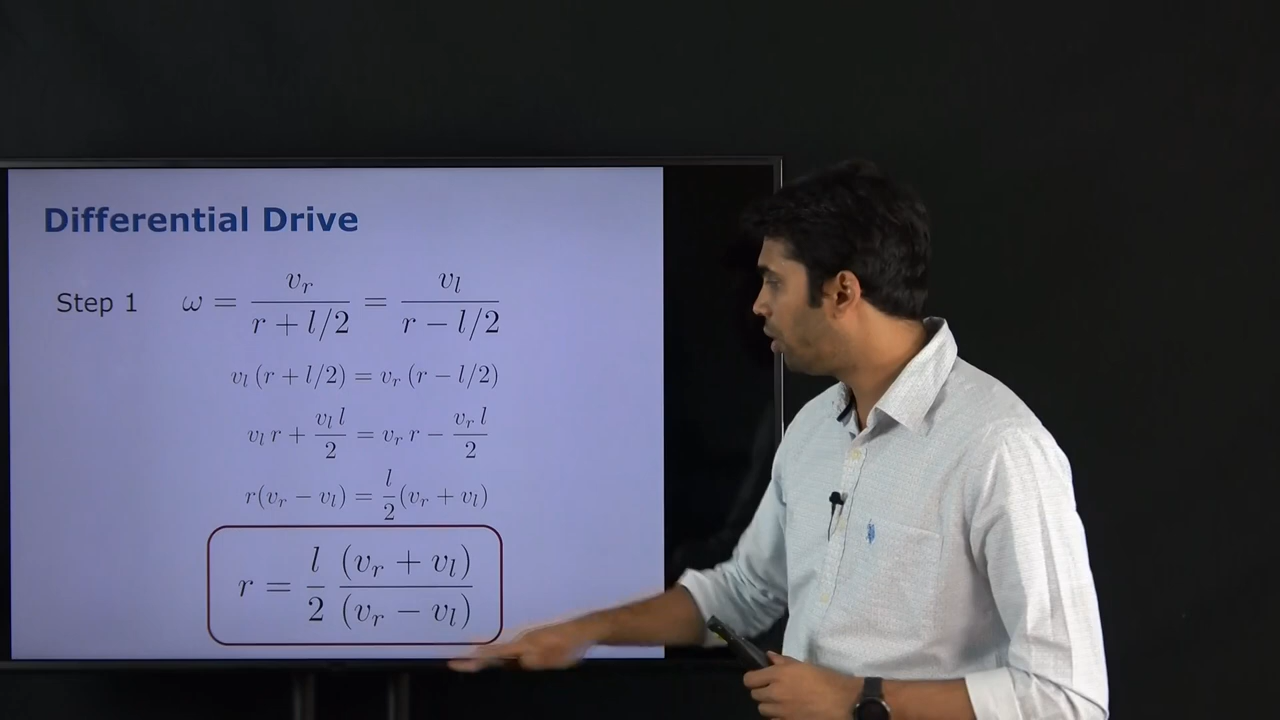 Differential Drive
Step 1 ω = v_r / (r + l/2) = v_l / (r − l/2)
v_l (r + l/2) = v_r (r − l/2)
v_l r + v_l l / 2 = v_r r − v_r l / 2
r(v_r − v_l) = l/2 (v_r + v_l)
r = l/2 (v_r + v_l) / (v_r − v_l)